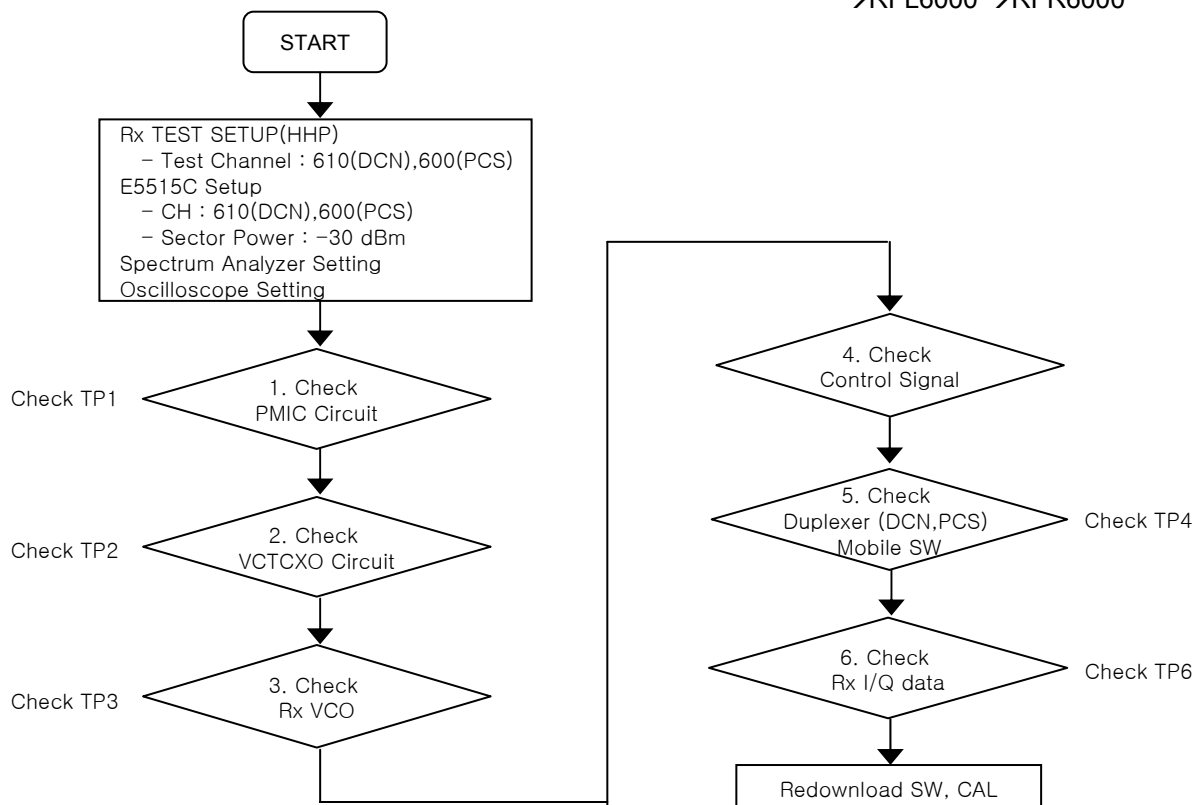 →RFL6000→RFR6000
START
Rx TEST SETUP(HHP)
- Test Channel : 610(DCN),600(PCS)
E5515C Setup
- CH : 610(DCN),600(PCS)
- Sector Power : -30 dBm
Spectrum Analyzer Setting
Oscilloscope Setting
Check TP1
1. Check
PMIC Circuit
Check TP2
2. Check
VCTCXO Circuit
Check TP3
3. Check
Rx VCO
4. Check
Control Signal
5. Check
Duplexer (DCN,PCS)
Mobile SW
Check TP4
6. Check
Rx I/Q data
Check TP6
Redownload SW, CAL